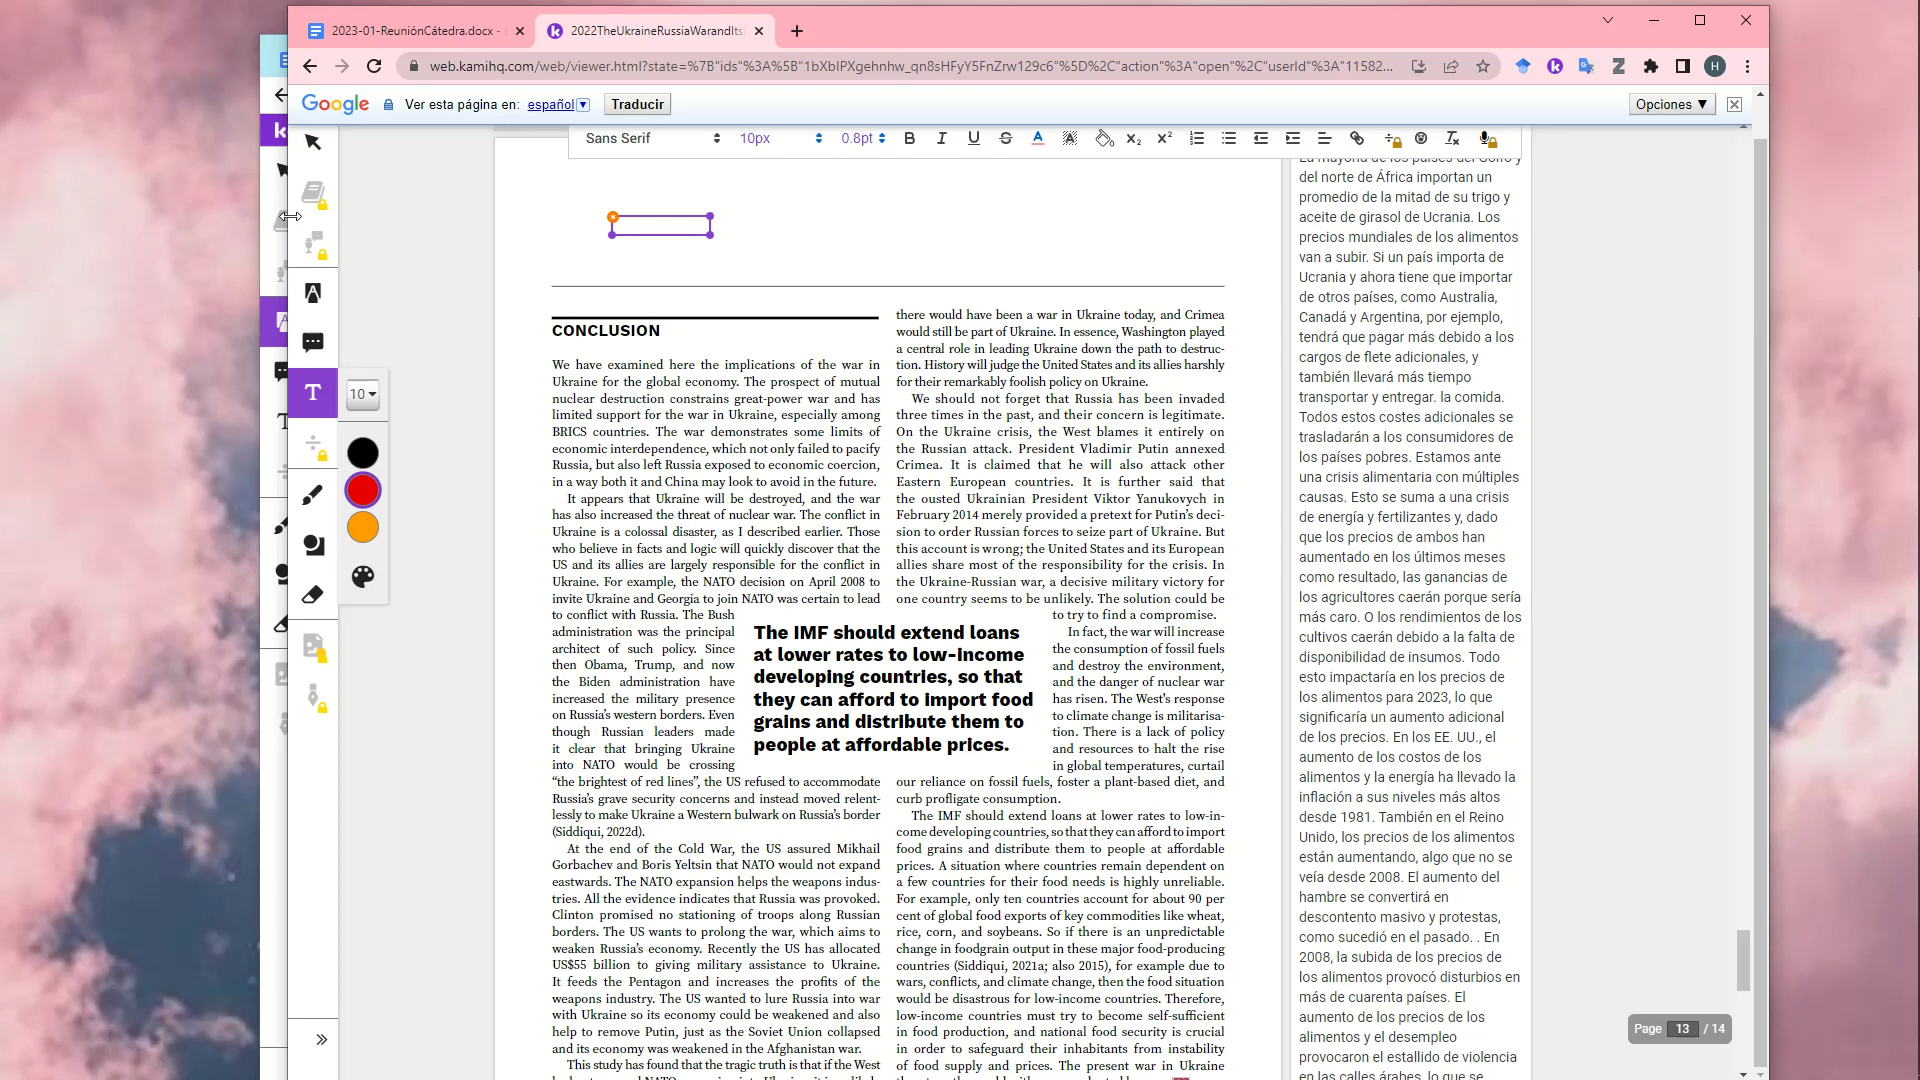 2023-01-ReuniónCátedra.docx -
2022TheUkraineRussiaWarandIts
web.kamihq.com/web/viewer.html?state=%7B"ids"%3A%5B"1bXbIPXgehnhw_qn8sHFyY5FnZrw129c6"%5D%2C"action"%3A"open"%2C"userId"%3A"11582...
H
Google Ver esta página en: español Traducir
Opciones ▼
Sans Serif 10px 0.8pt
T
10
CONCLUSION
We have examined here the implications of the war in
Ukraine for the global economy. The prospect of mutual
nuclear destruction constrains great-power war and has
limited support for the war in Ukraine, especially among
BRICS countries. The war demonstrates some limits of
economic interdependence, which not only failed to pacify
Russia, but also left Russia exposed to economic coercion,
in a way both it and China may look to avoid in the future.
It appears that Ukraine will be destroyed, and the war
has also increased the threat of nuclear war. The conflict in
Ukraine is a colossal disaster, as I described earlier. Those
who believe in facts and logic will quickly discover that the
US and its allies are largely responsible for the conflict in
Ukraine. For example, the NATO decision on April 2008 to
invite Ukraine and Georgia to join NATO was certain to lead
to conflict with Russia. The Bush
administration was the principal
architect of such policy. Since
then Obama, Trump, and now
the Biden administration have
increased the military presence
on Russia's western borders. Even
though Russian leaders made
it clear that bringing Ukraine
into NATO would be crossing
“the brightest of red lines”, the US refused to accommodate
Russia's grave security concerns and instead moved relent-
lessly to make Ukraine a Western bulwark on Russia's border
(Siddiqui, 2022d).
At the end of the Cold War, the US assured Mikhail
Gorbachev and Boris Yeltsin that NATO would not expand
eastwards. The NATO expansion helps the weapons indus-
tries. All the evidence indicates that Russia was provoked.
Clinton promised no stationing of troops along Russian
borders. The US wants to prolong the war, which aims to
weaken Russia's economy. Recently the US has allocated
US$55 billion to giving military assistance to Ukraine.
It feeds the Pentagon and increases the profits of the
weapons industry. The US wanted to lure Russia into war
with Ukraine so its economy could be weakened and also
help to remove Putin, just as the Soviet Union collapsed
and its economy was weakened in the Afghanistan war.
This study has found that the tragic truth is that if the West
The IMF should extend loans
at lower rates to low-income
developing countries, so that
they can afford to import food
grains and distribute them to
people at affordable prices.
there would have been a war in Ukraine today, and Crimea
would still be part of Ukraine. In essence, Washington played
a central role in leading Ukraine down the path to destruc-
tion. History will judge the United States and its allies harshly
for their remarkably foolish policy on Ukraine.
We should not forget that Russia has been invaded
three times in the past, and their concern is legitimate.
On the Ukraine crisis, the West blames it entirely on
the Russian attack. President Vladimir Putin annexed
Crimea. It is claimed that he will also attack other
Eastern European countries. It is further said that
the ousted Ukrainian President Viktor Yanukovych in
February 2014 merely provided a pretext for Putin's deci-
sion to order Russian forces to seize part of Ukraine. But
this account is wrong; the United States and its European
allies share most of the responsibility for the crisis. In
the Ukraine-Russian war, a decisive military victory for
one country seems to be unlikely. The solution could be
to try to find a compromise.
In fact, the war will increase
the consumption of fossil fuels
and destroy the environment,
and the danger of nuclear war
has risen. The West's response
to climate change is militarisa-
tion. There is a lack of policy
and resources to halt the rise
in global temperatures, curtail
our reliance on fossil fuels, foster a plant-based diet, and
curb profligate consumption.
The IMF should extend loans at lower rates to low-in-
come developing countries, so that they can afford to import
food grains and distribute them to people at affordable
prices. A situation where countries remain dependent on
a few countries for their food needs is highly unreliable.
For example, only ten countries account for about 90 per
cent of global food exports of key commodities like wheat,
rice, corn, and soybeans. So if there is an unpredictable
change in foodgrain output in these major food-producing
countries (Siddiqui, 2021a; also 2015), for example due to
wars, conflicts, and climate change, then the food situation
would be disastrous for low-income countries. Therefore,
low-income countries must try to become self-sufficient
in food production, and national food security is crucial
in order to safeguard their inhabitants from instability
of food supply and prices. The present war in Ukraine
La mayoría de los países del Golfo y
del norte de África importan un
promedio de la mitad de su trigo y
aceite de girasol de Ucrania. Los
precios mundiales de los alimentos
van a subir. Si un país importa de
Ucrania y ahora tiene que importar
de otros países, como Australia,
Canadá y Argentina, por ejemplo,
tendrá que pagar más debido a los
cargos de flete adicionales, y
también llevará más tiempo
transportar y entregar. la comida.
Todos estos costes adicionales se
trasladarán a los consumidores de
los países pobres. Estamos ante
una crisis alimentaria con múltiples
causas. Esto se suma a una crisis
de energía y fertilizantes y, dado
que los precios de ambos han
aumentado en los últimos meses
como resultado, las ganancias de
los agricultores caerán porque sería
más caro. O los rendimientos de los
cultivos caerán debido a la falta de
disponibilidad de insumos. Todo
esto impactaría en los precios de
los alimentos para 2023, lo que
significaría un aumento adicional
de los precios. En los EE. UU., el
aumento de los costos de los
alimentos y la energía ha llevado la
inflación a sus niveles más altos
desde 1981. También en el Reino
Unido, los precios de los alimentos
están aumentando, algo que no se
veía desde 2008. El aumento del
hambre se convertirá en
descontento masivo y protestas,
como sucedió en el pasado. . En
2008, la subida de los precios de
los alimentos provocó disturbios en
más de cuarenta países. El
aumento de los precios de los
alimentos y el desempleo
provocaron el estallido de violencia
en las calles árabes, lo que se
Page 13 / 14